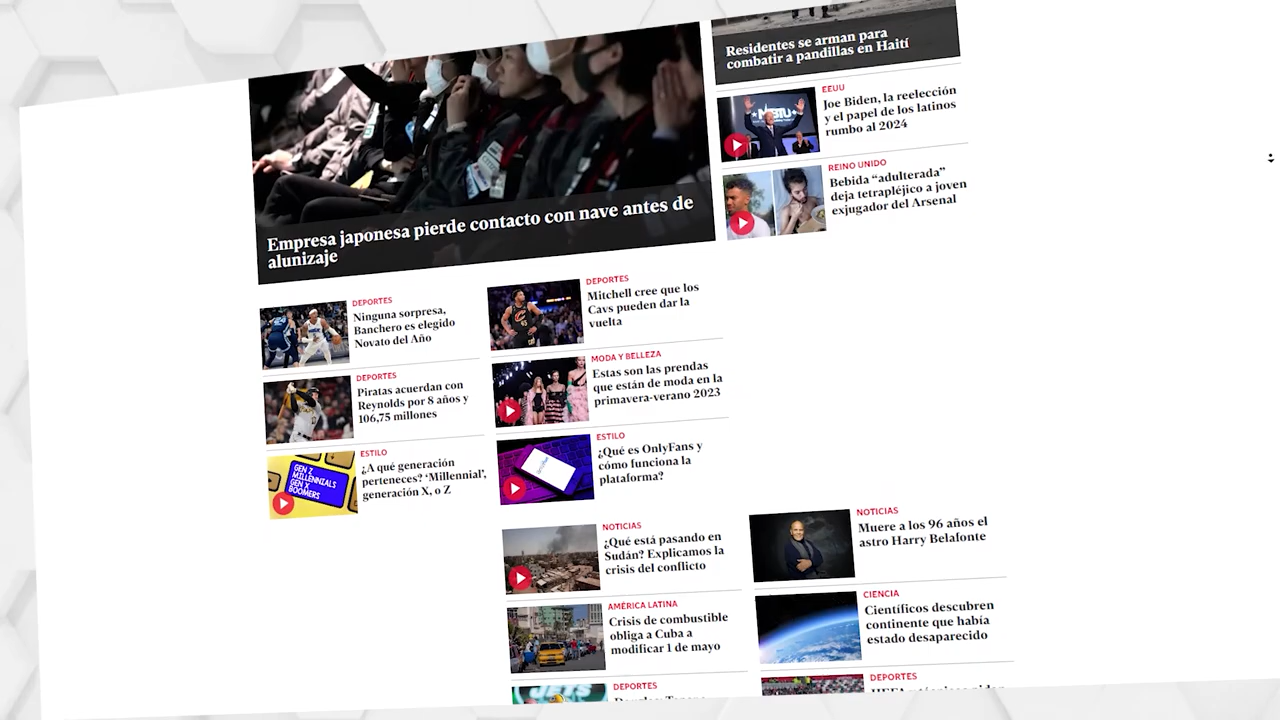 Residentes se arman para
combatir a pandillas en Haití
EEUU
Joe Biden, la reelección
y el papel de los latinos
rumbo al 2024
REINO UNIDO
Bebida “adulterada”
deja tetrapléjico a joven
exjugador del Arsenal
Empresa japonesa pierde contacto con nave antes de
alunizaje
DEPORTES
Ninguna sorpresa,
Banchero es elegido
Novato del Año
DEPORTES
Mitchell cree que los
Cavs pueden dar la
vuelta
DEPORTES
Piratas acuerdan con
Reynolds por 8 años y
106,75 millones
MODA Y BELLEZA
Estas son las prendas
que están de moda en la
primavera-verano 2023
GEN Z
MILLENNIALS
GEN X
BOOMERS
ESTILO
¿A qué generación
perteneces? ‘Millennial’,
generación X, o Z
ESTILO
¿Qué es OnlyFans y
cómo funciona la
plataforma?
NOTICIAS
¿Qué está pasando en
Sudán? Explicamos la
crisis del conflicto
NOTICIAS
Muere a los 96 años el
astro Harry Belafonte
AMÉRICA LATINA
Crisis de combustible
obliga a Cuba a
modificar 1 de mayo
CIENCIA
Científicos descubren
continente que había
estado desaparecido
JETS
DEPORTES
DEPORTES